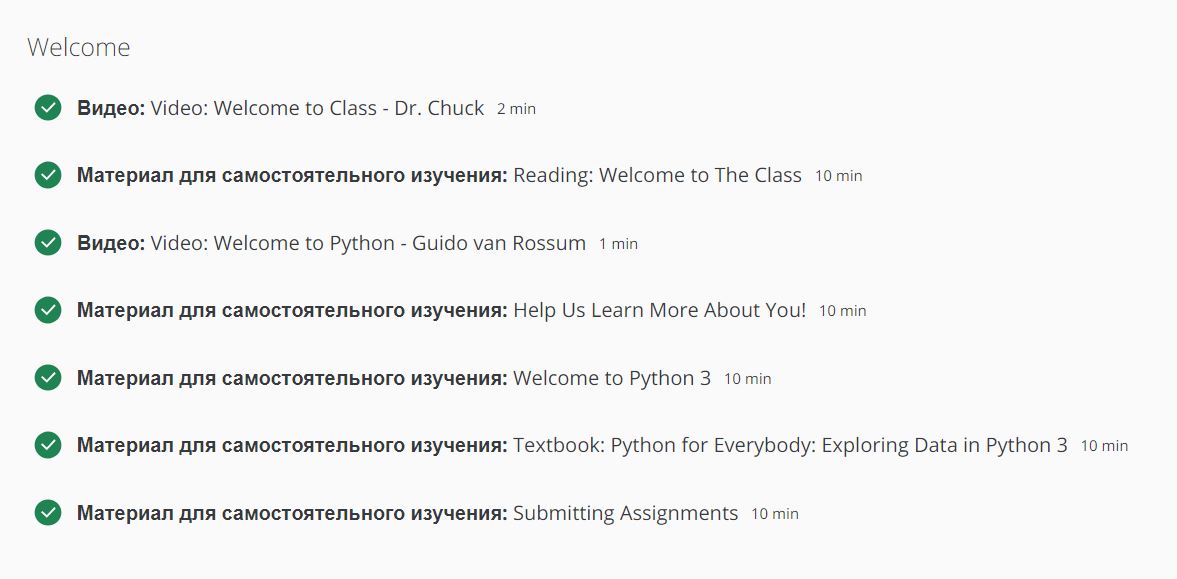 Welcome
Видео: Video: Welcome to Class - Dr. Chuck 2 min
Материал для самостоятельного изучения: Reading: Welcome to The Class 10 min
Видео: Video: Welcome to Python - Guido van Rossum 1 min
Материал для самостоятельного изучения: Help Us Learn More About You! 10 min
Материал для самостоятельного изучения: Welcome to Python 3 10 min
Материал для самостоятельного изучения: Textbook: Python for Everybody: Exploring Data in Python 3 10 min
Материал для самостоятельного изучения: Submitting Assignments 10 min